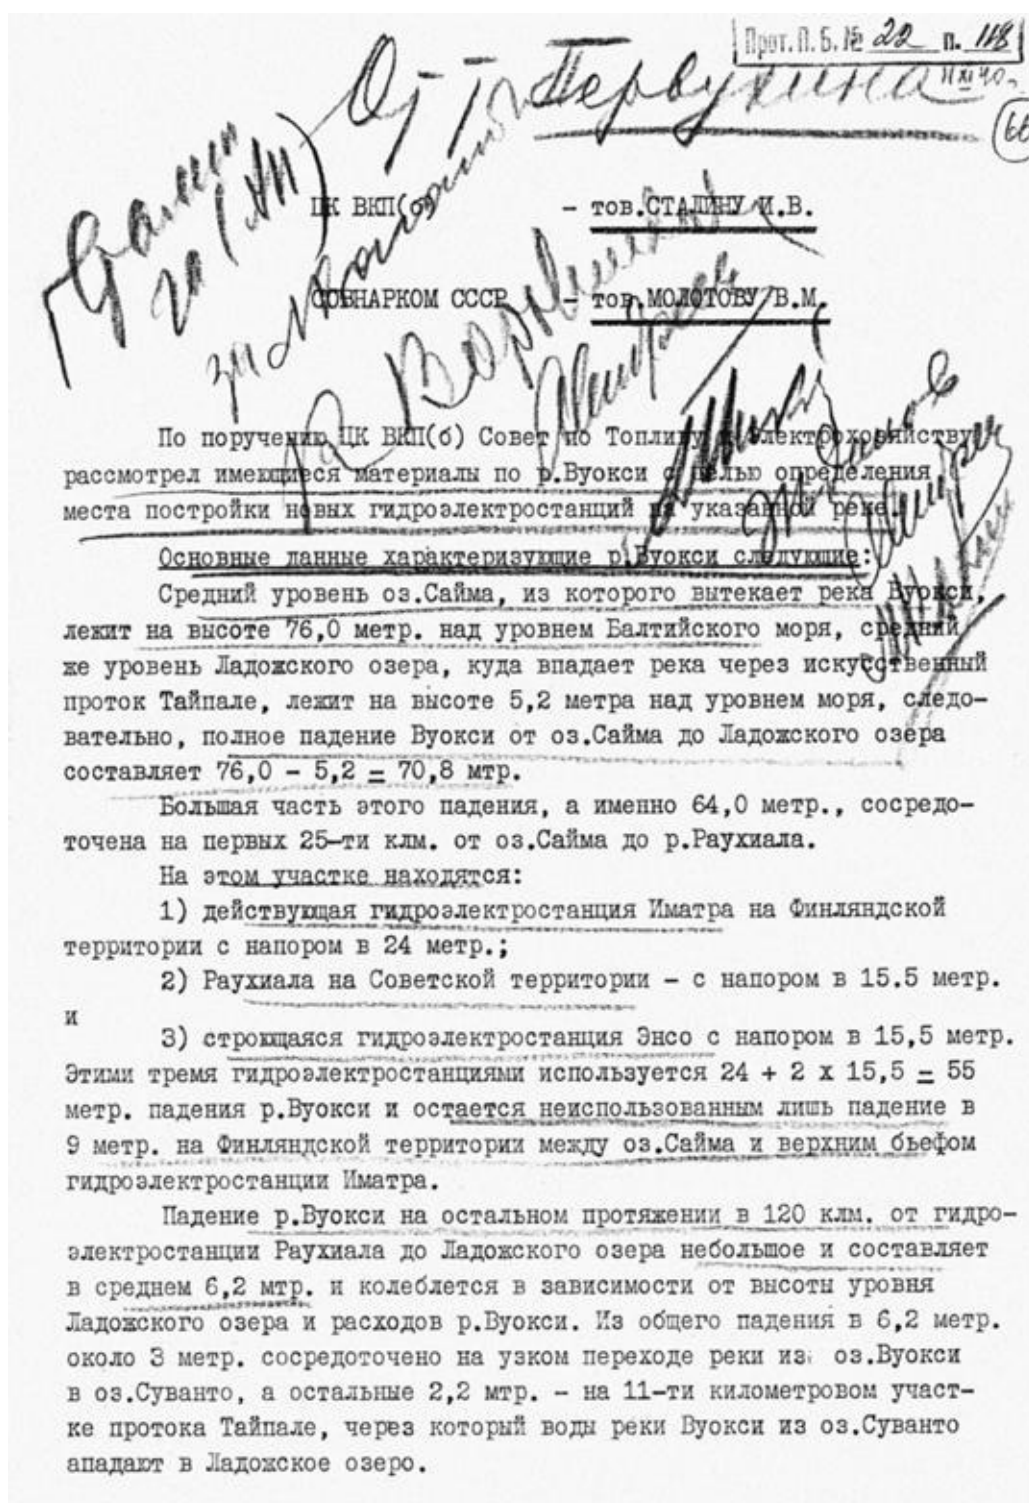 Прот. П. Б. № 22 п. 118
От т. Первухина
ЦК ВКП(б) - тов.СТАЛИНУ И.В.
СОВНАРКОМ СССР - тов.МОЛОТОВУ В.М.
По поручению ЦК ВКП(б) Совет по Топливу и Электрохозяйству
рассмотрел имеющиеся материалы по р.Вуокси с целью определения
места постройки новых гидроэлектростанций на указанной реке.
Основные данные характеризующие р.Вуокси следующие:
Средний уровень оз.Сайма, из которого вытекает река Вуокси,
лежит на высоте 76,0 метр. над уровнем Балтийского моря, средний
же уровень Ладожского озера, куда впадает река через искусственный
проток Тайпале, лежит на высоте 5,2 метра над уровнем моря, следо-
вательно, полное падение Вуокси от оз.Сайма до Ладожского озера
составляет 76,0 - 5,2 = 70,8 мтр.
Большая часть этого падения, а именно 64,0 метр., сосредо-
точена на первых 25-ти клм. от оз.Сайма до р.Раухиала.
На этом участке находятся:
1) действующая гидроэлектростанция Иматра на Финляндской
территории с напором в 24 метр.;
2) Раухиала на Советской территории - с напором в 15.5 метр.
и
3) строющаяся гидроэлектростанция Энсо с напором в 15,5 метр.
Этими тремя гидроэлектростанциями используется 24 + 2 х 15,5 = 55
метр. падения р.Вуокси и остается неиспользованным лишь падение в
9 метр. на Финляндской территории между оз.Сайма и верхним бьефом
гидроэлектростанции Иматра.
Падение р.Вуокси на остальном протяжении в 120 клм. от гидро-
электростанции Раухиала до Ладожского озера небольшое и составляет
в среднем 6,2 мтр. и колеблется в зависимости от высоты уровня
Ладожского озера и расходов р.Вуокси. Из общего падения в 6,2 метр.
около 3 метр. сосредоточено на узком переходе реки из оз.Вуокси
в оз.Суванто, а остальные 2,2 мтр. - на 11-ти километровом участ-
ке протока Тайпале, через который воды реки Вуокси из оз.Суванто
ападают в Ладожское озеро.